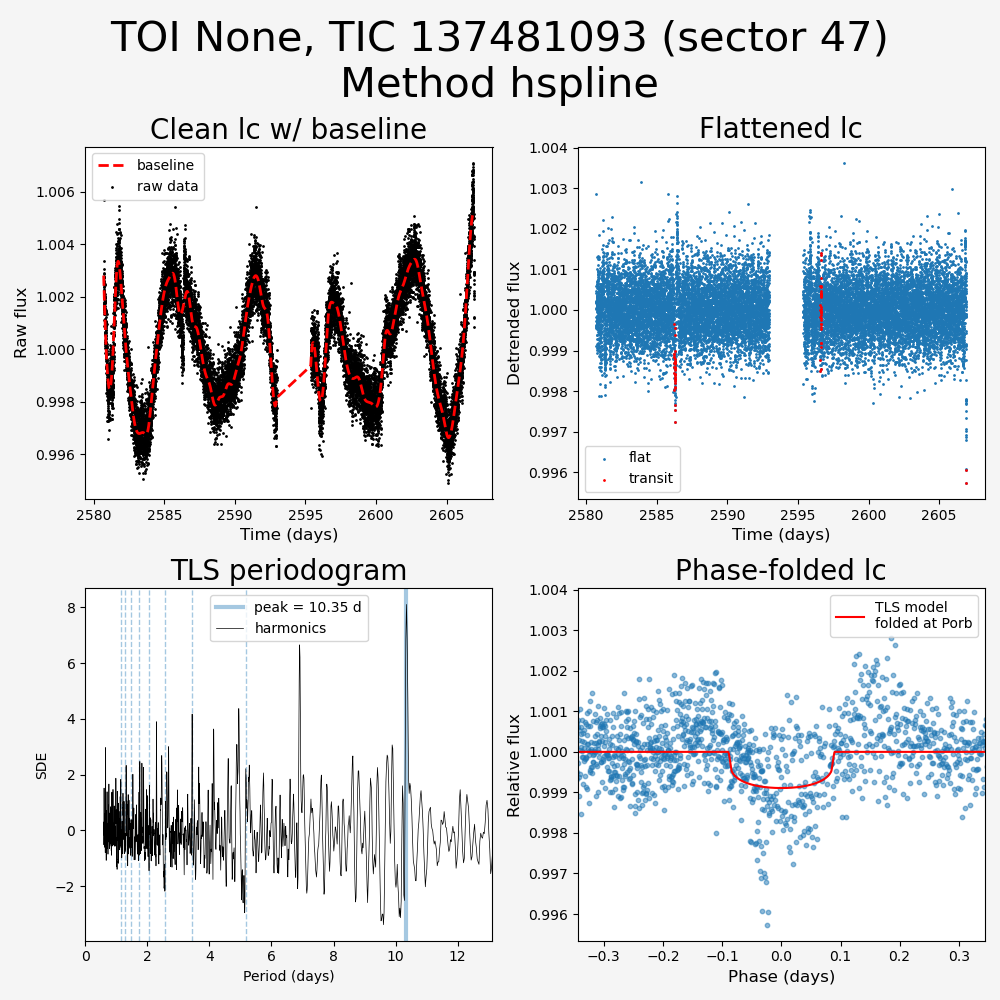 TOI None, TIC 137481093 (sector 47)
Method hspline
Clean lc w/ baseline
baseline
raw data
Raw flux
1.006
1.004
1.002
1.000
0.998
0.996
2580 2585 2590 2595 2600 2605
Time (days)
Flattened lc
flat
transit
Detrended flux
1.004
1.003
1.002
1.001
1.000
0.999
0.998
0.997
0.996
2580 2585 2590 2595 2600 2605
Time (days)
TLS periodogram
peak = 10.35 d
harmonics
SDE
8
6
4
2
0
−2
0 2 4 6 8 10 12
Period (days)
Phase-folded lc
TLS model
folded at Porb
Relative flux
1.004
1.003
1.002
1.001
1.000
0.999
0.998
0.997
0.996
−0.3 −0.2 −0.1 0.0 0.1 0.2 0.3
Phase (days)